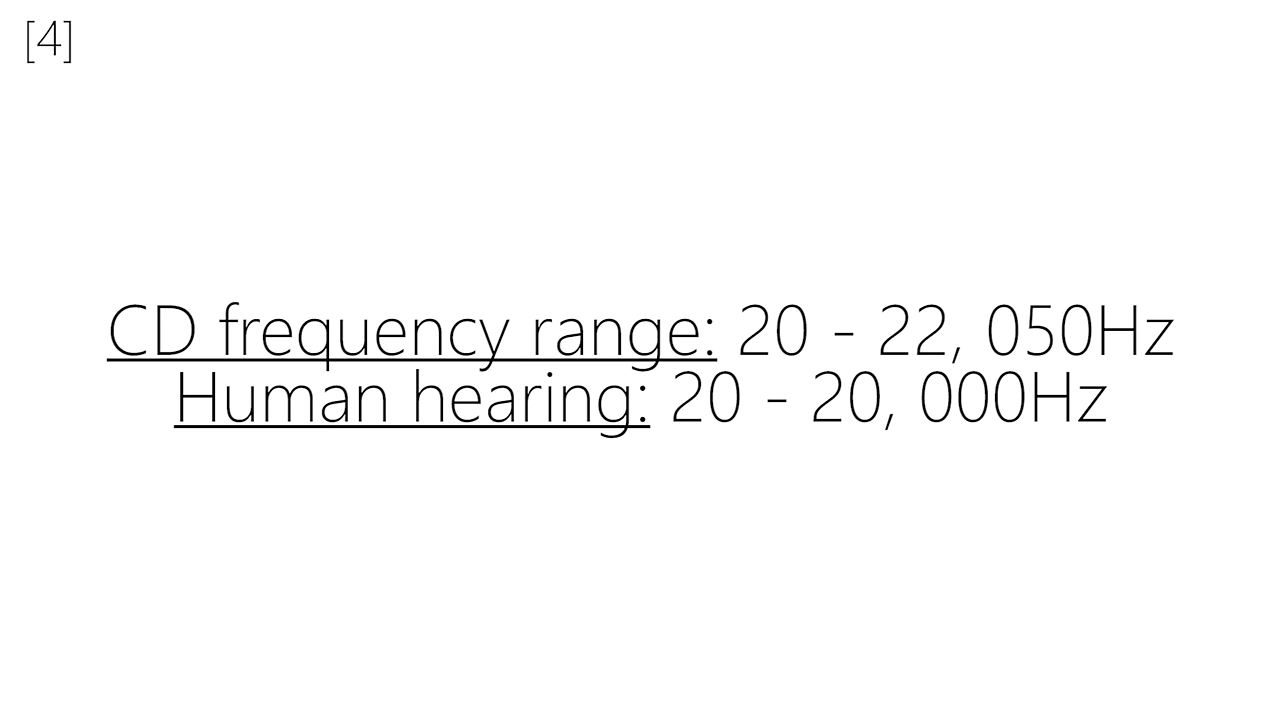 [4]
CD frequency range: 20 - 22, 050Hz
Human hearing: 20 - 20, 000Hz